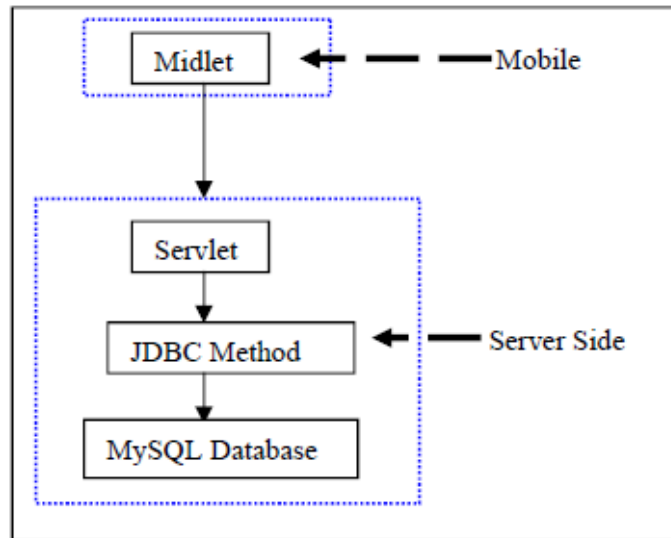 Midlet
Mobile
Servlet
JDBC Method
Server Side
MySQL Database